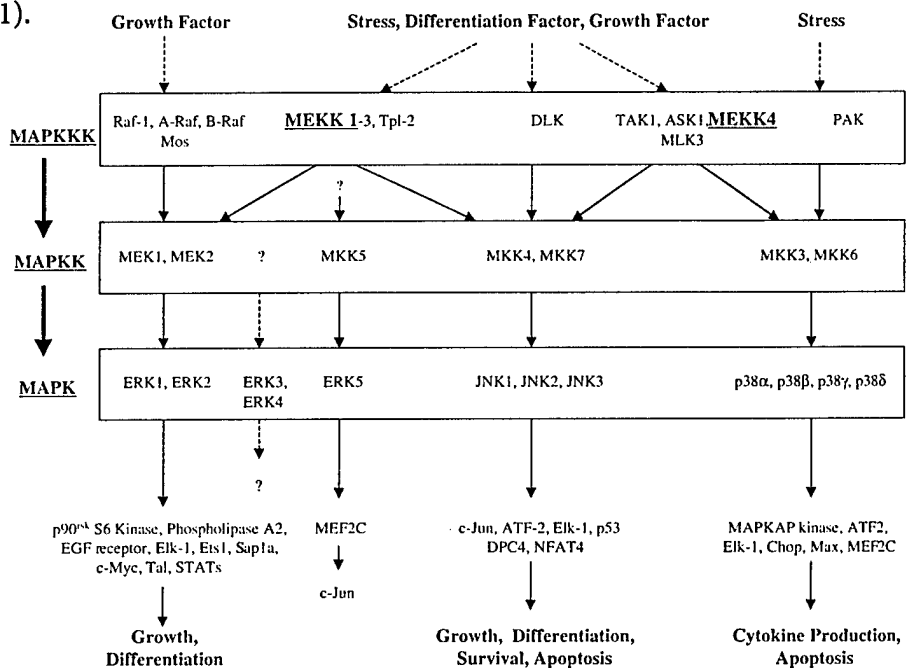 1).
Growth Factor
Stress, Differentiation Factor, Growth Factor
Stress
MAPKKK
Raf-1, A-Raf, B-Raf
Mos
MEKK 1-3, Tpl-2
DLK
TAK1, ASK1, MEKK4
MLK3
PAK
?
MAPKK
MEK1, MEK2
?
MKK5
MKK4, MKK7
MKK3, MKK6
MAPK
ERK1, ERK2
ERK3,
ERK4
ERK5
JNK1, JNK2, JNK3
p38α, p38β, p38γ, p38δ
?
p90rsk S6 Kinase, Phospholipase A2,
EGF receptor, Elk-1, Ets1, Sap1a,
c-Myc, Tal, STATs
MEF2C
c-Jun
c-Jun, ATF-2, Elk-1, p53
DPC4, NFAT4
MAPKAP kinase, ATF2,
Elk-1, Chop, Max, MEF2C
Growth,
Differentiation
Growth, Differentiation,
Survival, Apoptosis
Cytokine Production,
Apoptosis